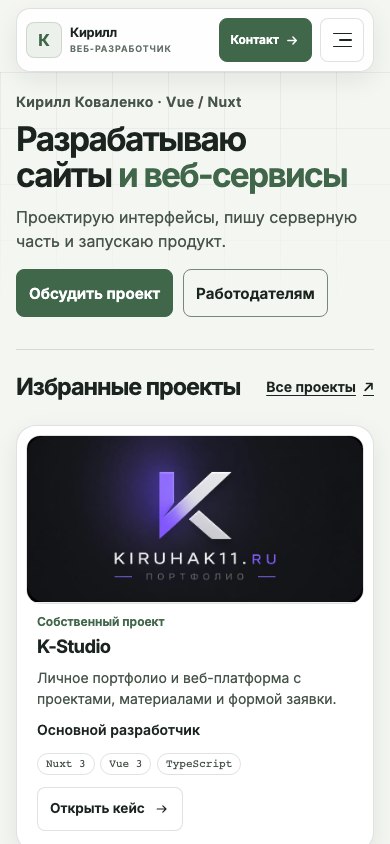 K
Кирилл
ВЕБ-РАЗРАБОТЧИК
Контакт →
Кирилл Коваленко · Vue / Nuxt
Разрабатываю
сайты и веб-сервисы
Проектирую интерфейсы, пишу серверную
часть и запускаю продукт.
Обсудить проект
Работодателям
Избранные проекты
Все проекты ↗
KIRUHAK11.RU
ПОРТФОЛИО
Собственный проект
K-Studio
Личное портфолио и веб-платформа с
проектами, материалами и формой заявки.
Основной разработчик
Nuxt 3
Vue 3
TypeScript
Открыть кейс →